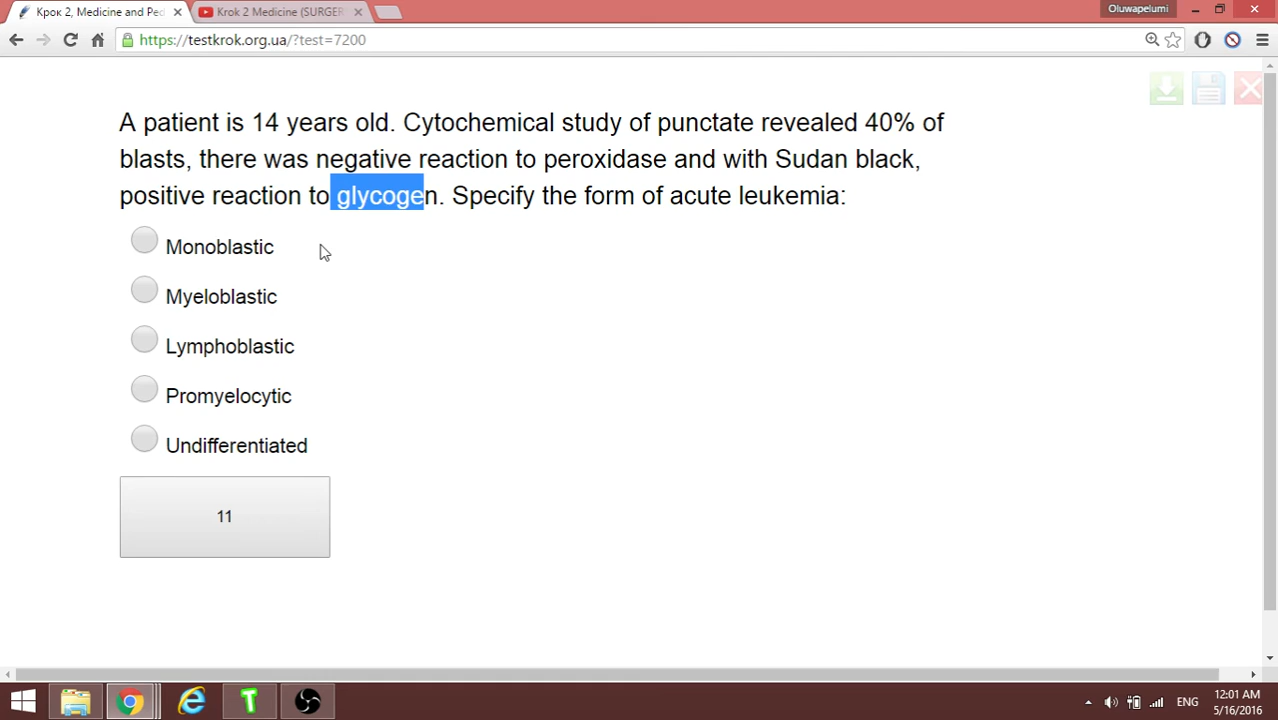 Крок 2, Medicine and Ped
Krok 2 Medicine (SURGER
Oluwapelumi
https://testkrok.org.ua/?test=7200
A patient is 14 years old. Cytochemical study of punctate revealed 40% of
blasts, there was negative reaction to peroxidase and with Sudan black,
positive reaction to glycogen. Specify the form of acute leukemia:
Monoblastic
Myeloblastic
Lymphoblastic
Promyelocytic
Undifferentiated
11
T
ENG
12:01 AM
5/16/2016